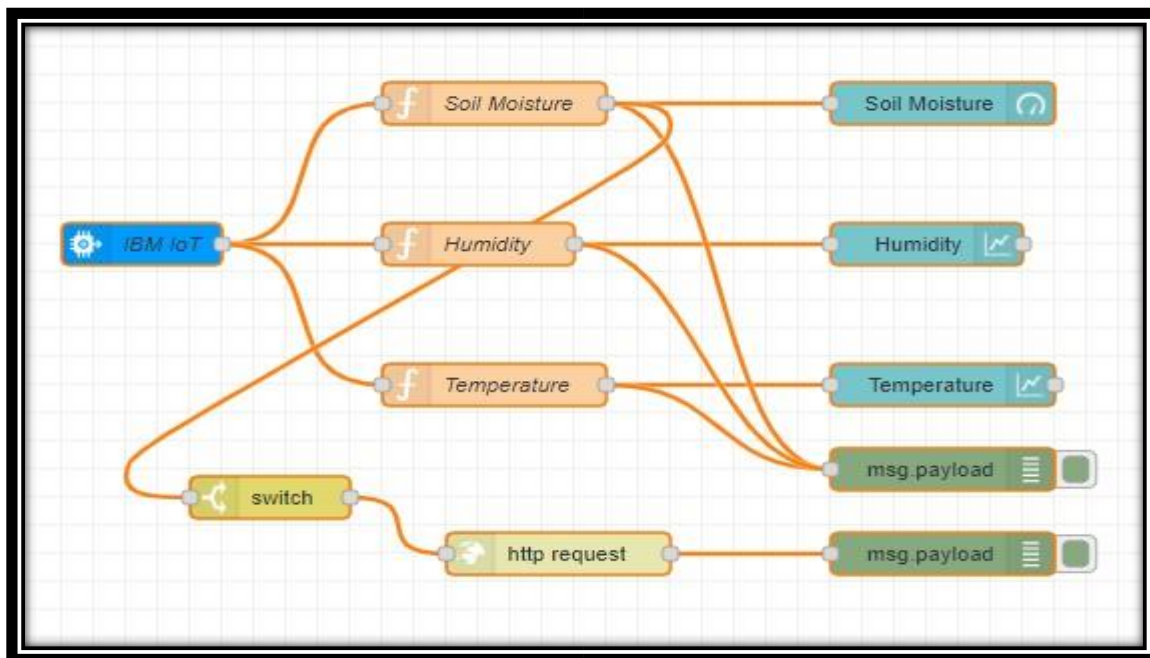 Soil Moisture
Soil Moisture
IBM IoT
Humidity
Humidity
Temperature
Temperature
msg.payload
switch
http request
msg.payload